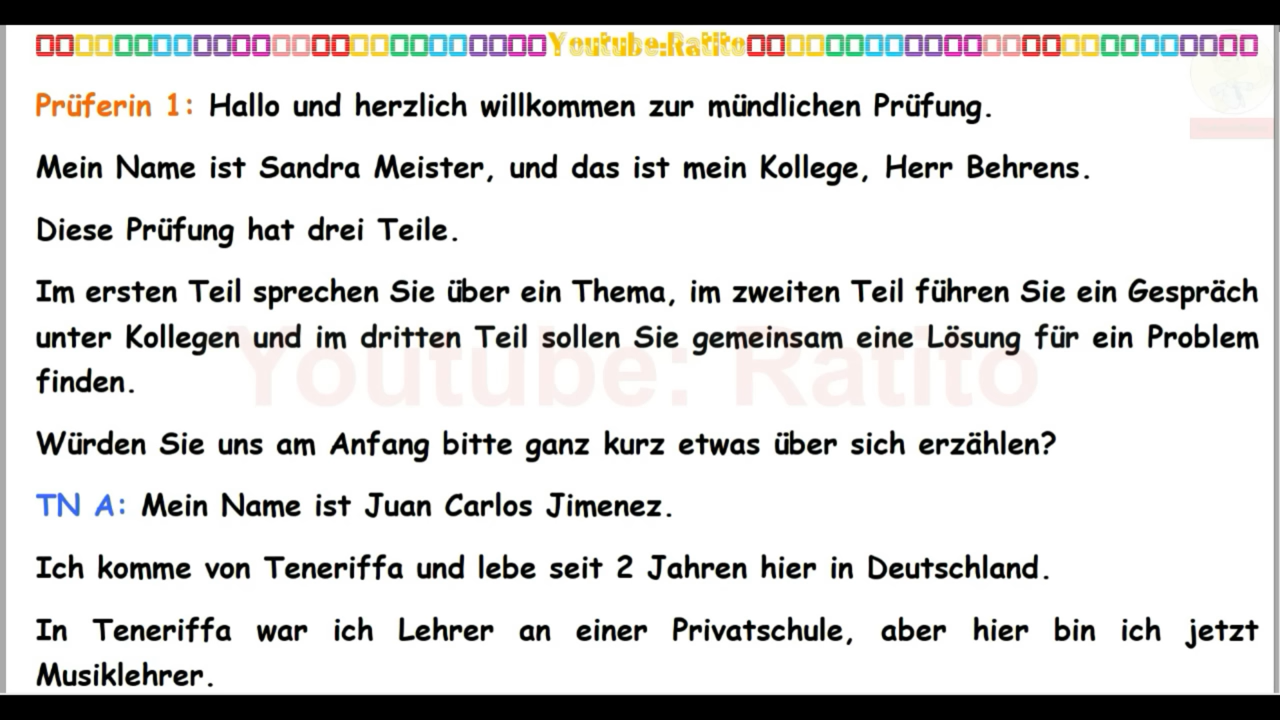 Youtube:Ratito
Prüferin 1: Hallo und herzlich willkommen zur mündlichen Prüfung.
Mein Name ist Sandra Meister, und das ist mein Kollege, Herr Behrens.
Diese Prüfung hat drei Teile.
Im ersten Teil sprechen Sie über ein Thema, im zweiten Teil führen Sie ein Gespräch
unter Kollegen und im dritten Teil sollen Sie gemeinsam eine Lösung für ein Problem
finden.
Youtube: Ratito
Würden Sie uns am Anfang bitte ganz kurz etwas über sich erzählen?
TN A: Mein Name ist Juan Carlos Jimenez.
Ich komme von Teneriffa und lebe seit 2 Jahren hier in Deutschland.
In Teneriffa war ich Lehrer an einer Privatschule, aber hier bin ich jetzt
Musiklehrer.